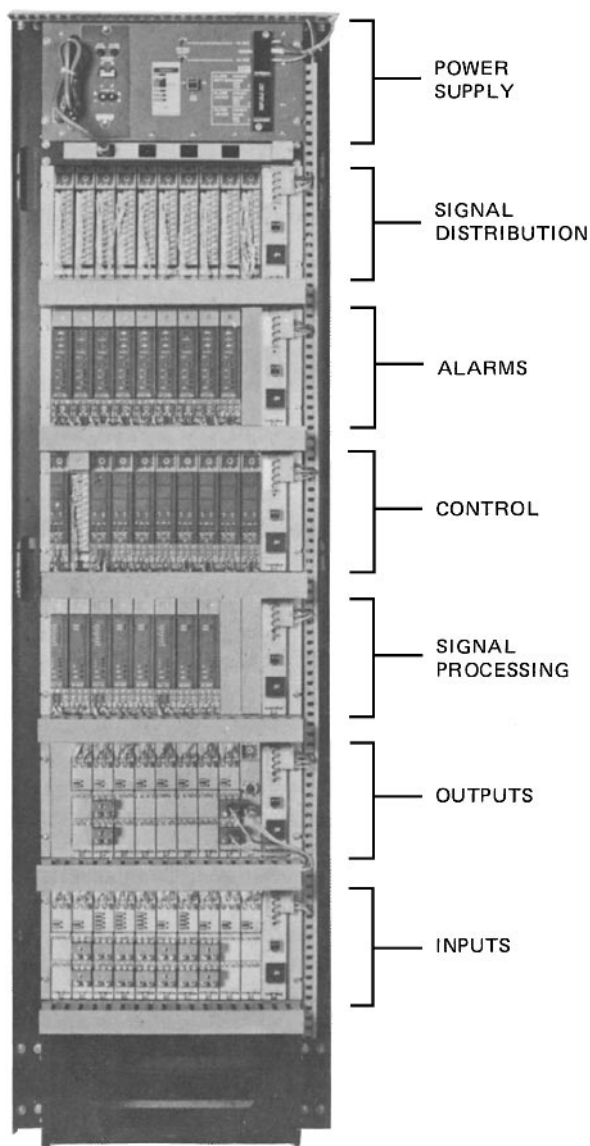 POWER
SUPPLY
SIGNAL
DISTRIBUTION
ALARMS
CONTROL
SIGNAL
PROCESSING
OUTPUTS
INPUTS